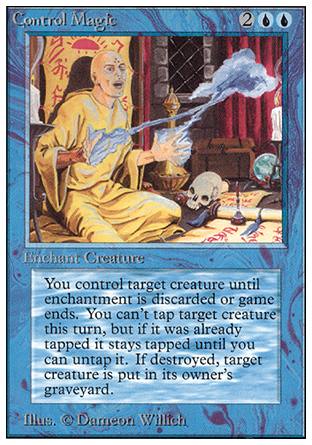 Control Magic 2
Enchant Creature
You control target creature until
enchantment is discarded or game
ends. You can't tap target creature
this turn, but if it was already
tapped it stays tapped until you
can untap it. If destroyed, target
creature is put in its owner's
graveyard.
Illus. © Dameon Willich